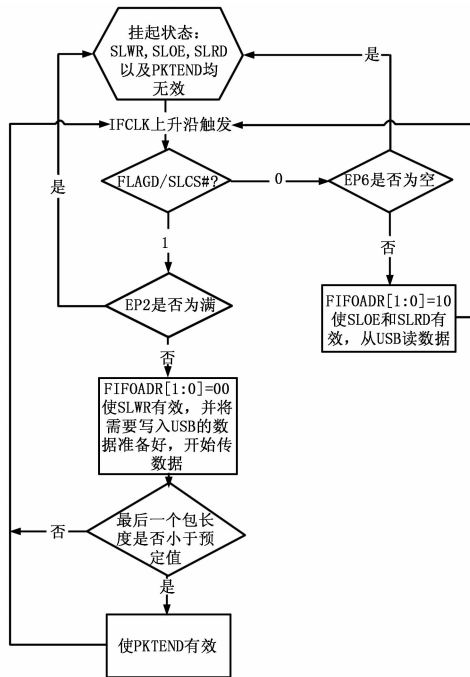 挂起状态:
SLWR,SLOE,SLRD
以及PKTEND均
无效
是
IFCLK上升沿触发
是
FLAGD/SLCS#?
0
EP6是否为空
1
否
EP2是否为满
FIFOADR[1:0]=10
使SLOE和SLRD有
效,从USB读数据
否
FIFOADR[1:0]=00
使SLWR有效,并将
需要写入USB的数
据准备好,开始传
数据
否
最后一个包长
度是否小于预
定值
是
使PKTEND有效